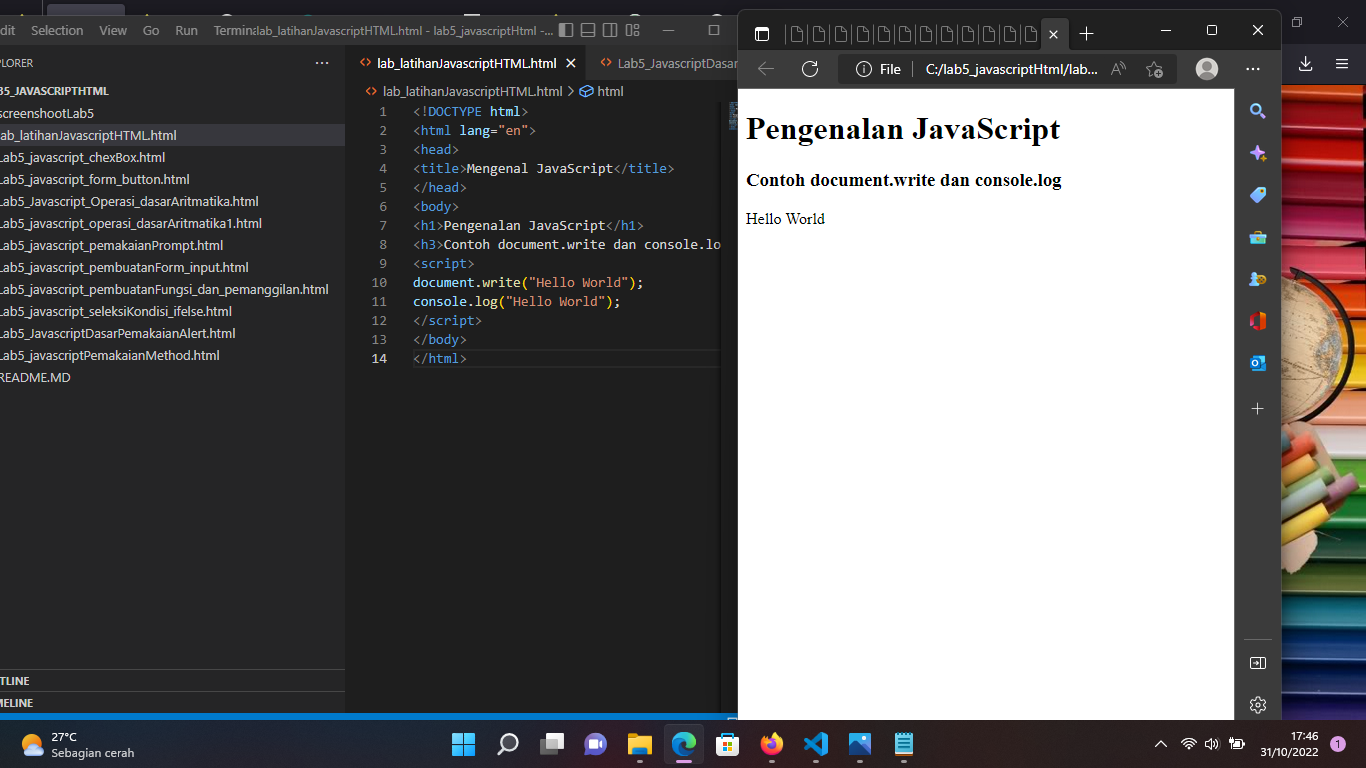 dit Selection View Go Run Termin lab_latihanJavascriptHTML.html - lab5_javascriptHtml -...
PLORER ...
B5_JAVASCRIPTHTML
screenshootLab5
lab_latihanJavascriptHTML.html
Lab5_javascript_chexBox.html
Lab5_javascript_form_button.html
Lab5_Javascript_Operasi_dasarAritmatika.html
Lab5_javascript_operasi_dasarAritmatika1.html
Lab5_javascript_pemakaianPrompt.html
Lab5_javascript_pembuatanForm_input.html
Lab5_javascript_pembuatanFungsi_dan_pemanggilan.html
Lab5_javascript_seleksiKondisi_ifelse.html
Lab5_JavascriptDasarPemakaianAlert.html
Lab5_javascriptPemakaianMethod.html
README.MD
TLINE
MELINE
lab_latihanJavascriptHTML.html Lab5_JavascriptDasar
lab_latihanJavascriptHTML.html > html
1 <!DOCTYPE html>
2 <html lang="en">
3 <head>
4 <title>Mengenal JavaScript</title>
5 </head>
6 <body>
7 <h1>Pengenalan JavaScript</h1>
8 <h3>Contoh document.write dan console.lo
9 <script>
10 document.write("Hello World");
11 console.log("Hello World");
12 </script>
13 </body>
14 </html>
File C:/lab5_javascriptHtml/lab...
Pengenalan JavaScript
Contoh document.write dan console.log
Hello World
27°C
Sebagian cerah
17:46
31/10/2022
1